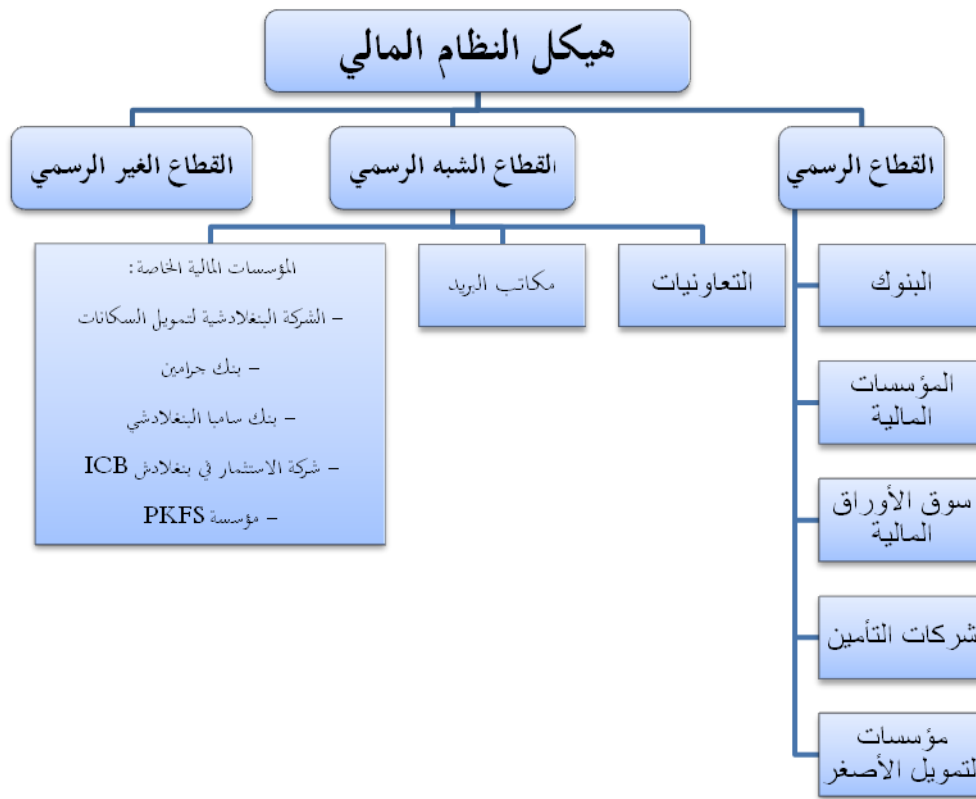 هيكل النظام المالي
القطاع الرسمي
القطاع الشبه الرسمي
القطاع الغير الرسمي
البنوك
المؤسسات
المالية
سوق الأوراق
المالية
شركات التأمين
مؤسسات
لتمويل الأصغر
التعاونيات
مكاتب البريد
المؤسسات المالية الخاصة:
– الشركة البنغلادشية لتمويل السكانات
– بنك جرامين
– بنك سامبا البنغلادشي
– شركة الاستثمار في بنغلادش ICB
– مؤسسة PKFS